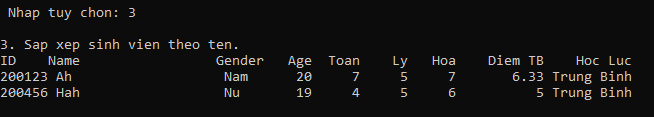 Nhap tuy chon: 3
3. Sap xep sinh vien theo ten.
ID Name Gender Age Toan Ly Hoa Diem TB Hoc Luc
200123 Ah Nam 20 7 5 7 6.33 Trung Binh
200456 Hah Nu 19 4 5 6 5 Trung Binh